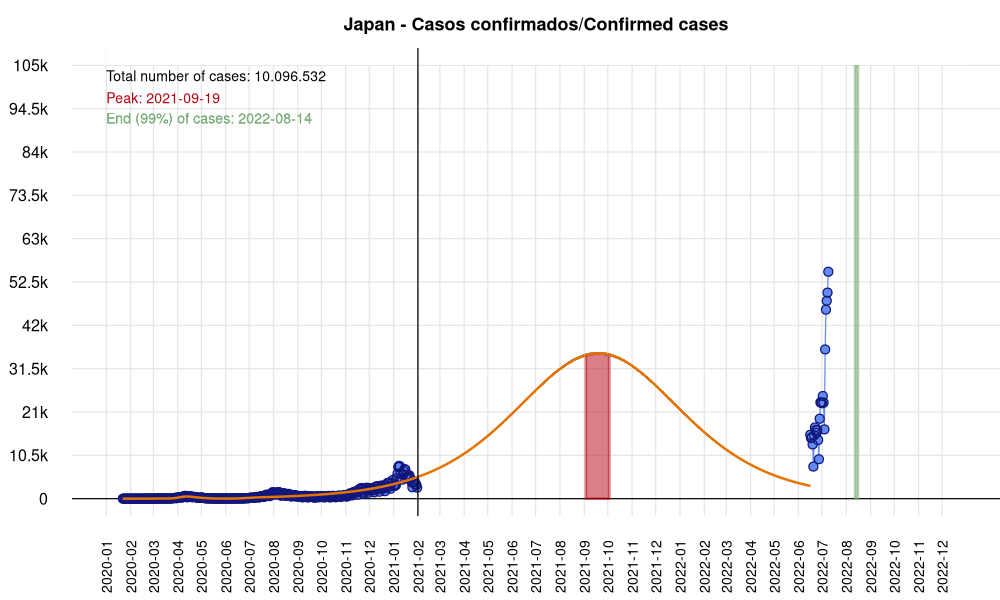 Japan - Casos confirmados/Confirmed cases
Total number of cases: 10.096.532
Peak: 2021-09-19
End (99%) of cases: 2022-08-14
105k
94.5k
84k
73.5k
63k
52.5k
42k
31.5k
21k
10.5k
0
2020-01
2020-02
2020-03
2020-04
2020-05
2020-06
2020-07
2020-08
2020-09
2020-10
2020-11
2020-12
2021-01
2021-02
2021-03
2021-04
2021-05
2021-06
2021-07
2021-08
2021-09
2021-10
2021-11
2021-12
2022-01
2022-02
2022-03
2022-04
2022-05
2022-06
2022-07
2022-08
2022-09
2022-10
2022-11
2022-12